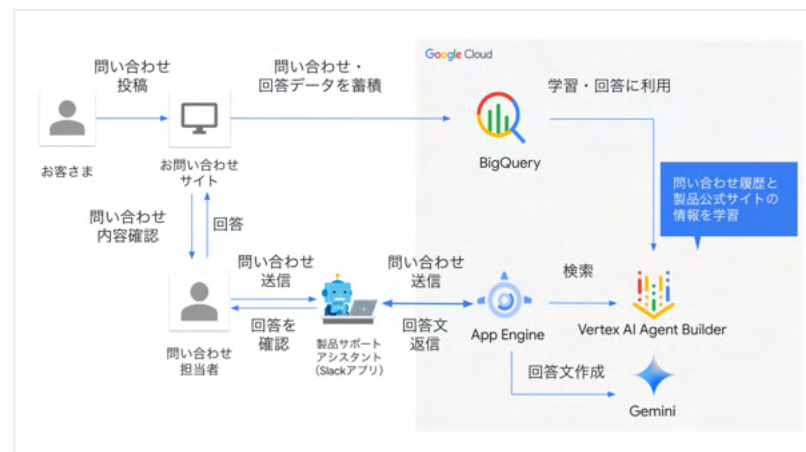 Google Cloud
問い合わせ
投稿
問い合わせ・
回答データを蓄積
学習・回答に利用
お客さま
お問い合わせ
サイト
BigQuery
問い合わせ履歴と
製品公式サイトの
情報を学習
問い合わせ
内容確認
回答
問い合わせ
送信
問い合わせ
送信
検索
回答を
確認
回答文
返信
App Engine
Vertex AI Agent Builder
問い合わせ
担当者
製品サポート
アシスタント
（Slackアプリ）
回答文作成
Gemini